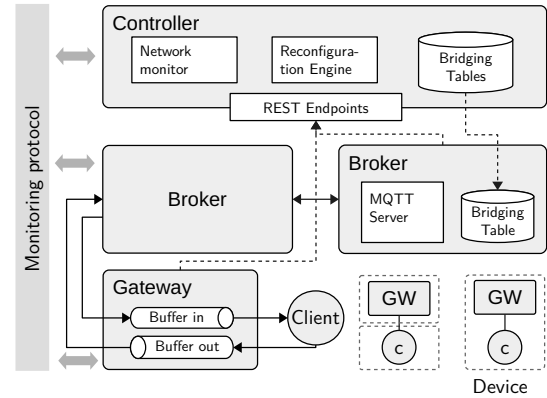 Controller
Network
monitor
Reconfigura-
tion Engine
Bridging
Tables
REST Endpoints
Monitoring protocol
Broker
Broker
MQTT
Server
Bridging
Table
Gateway
Buffer in
Buffer out
Client
GW
c
GW
c
Device